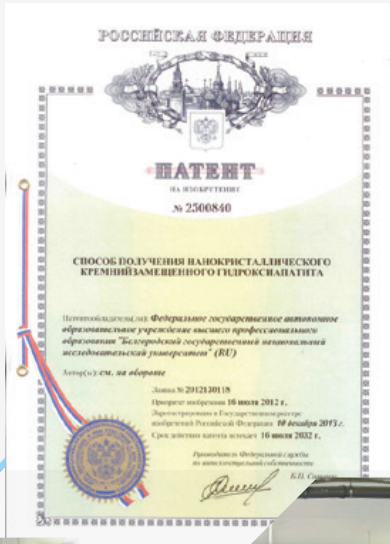 РОССИЙСКАЯ ФЕДЕРАЦИЯ
ПАТЕНТ
НА ИЗОБРЕТЕНИЕ
№ 2500840
СПОСОБ ПОЛУЧЕНИЯ НАНОКРИСТАЛЛИЧЕСКОГО
КРЕМНИЙЗАМЕЩЕННОГО ГИДРОКСИАПАТИТА
Патентообладатель(ли): Федеральное государственное автономное
образовательное учреждение высшего профессионального
образования "Белгородский государственный национальный
исследовательский университет" (RU)
Автор(ы): см. на обороте
Заявка № 2012130118
Приоритет изобретения 16 июля 2012 г.
Зарегистрировано в Государственном реестре
изобретений Российской Федерации 10 декабря 2013 г.
Срок действия патента истекает 16 июля 2032 г.
Руководитель Федеральной службы
по интеллектуальной собственности
Б.П.